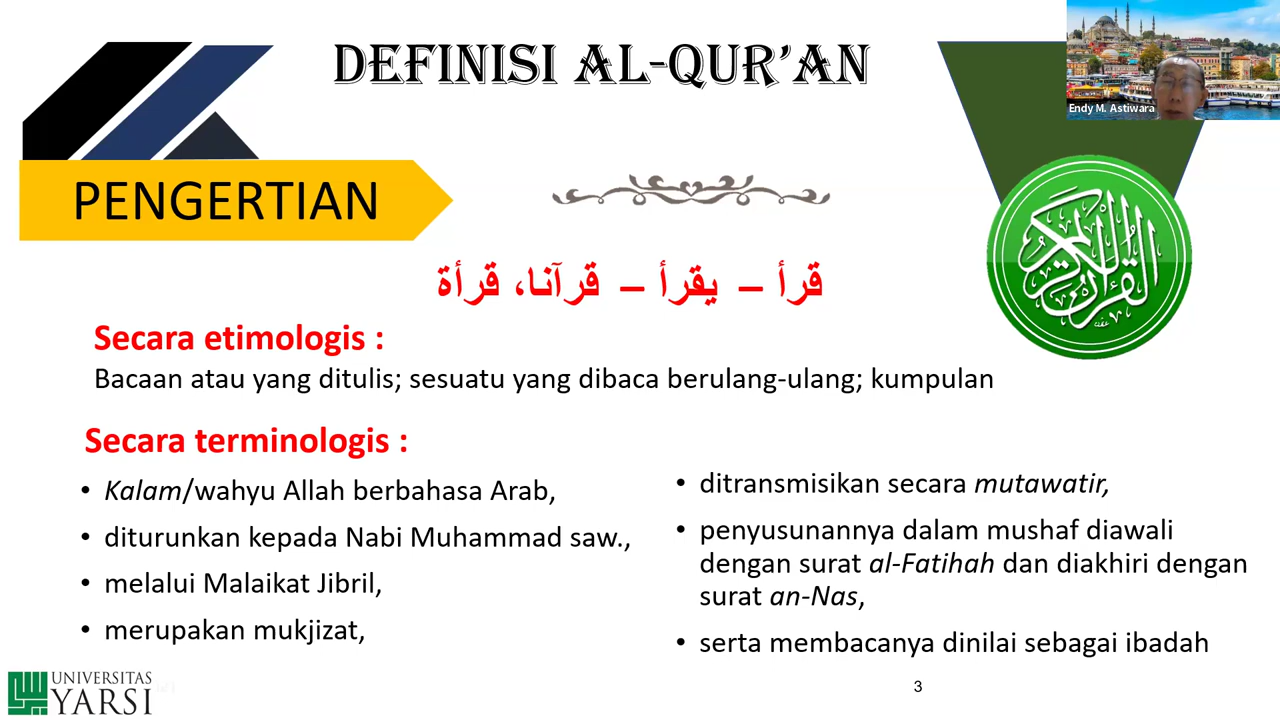 DEFINISI AL-QUR'AN
Endy M. Astiwara
PENGERTIAN
القرآن الكريم
قرأ – يقرأ – قرآنا، قرأة
Secara etimologis :
Bacaan atau yang ditulis; sesuatu yang dibaca berulang-ulang; kumpulan
Secara terminologis :
• Kalam/wahyu Allah berbahasa Arab,
• diturunkan kepada Nabi Muhammad saw.,
• melalui Malaikat Jibril,
• merupakan mukjizat,
• ditransmisikan secara mutawatir,
• penyusunannya dalam mushaf diawali
dengan surat al-Fatihah dan diakhiri dengan
surat an-Nas,
• serta membacanya dinilai sebagai ibadah
UNIVERSITAS
YARSI
3